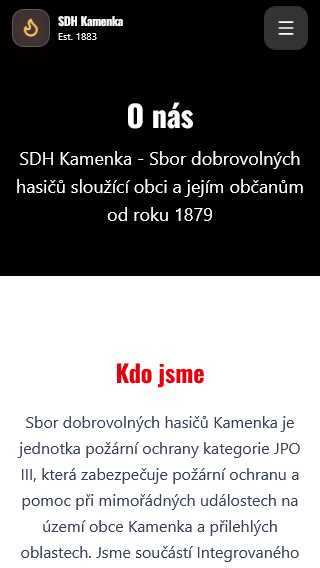 SDH Kamenka
Est. 1883
O nás
SDH Kamenka - Sbor dobrovolných
hasičů sloužící obci a jejím občanům
od roku 1879
Kdo jsme
Sbor dobrovolných hasičů Kamenka je
jednotka požární ochrany kategorie JPO
III, která zabezpečuje požární ochranu a
pomoc při mimořádných událostech na
území obce Kamenka a přilehlých
oblastech. Jsme součástí Integrovaného